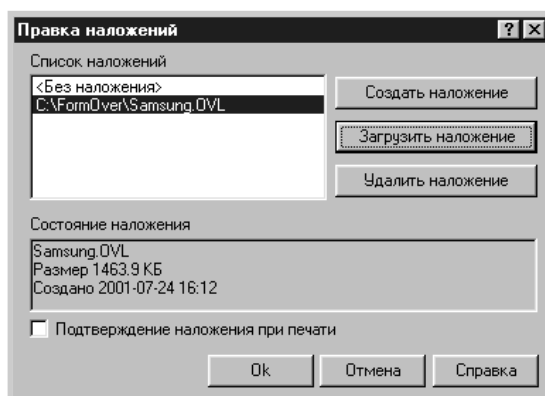 Правка наложений
Список наложений
<Без наложения>
C:\FormOver\Samsung.OVL
Создать наложение
Загрузить наложение
Удалить наложение
Состояние наложения
Samsung.OVL
Размер 1463.9 КБ
Создано 2001-07-24 16:12
Подтверждение наложения при печати
Ok Отмена Справка